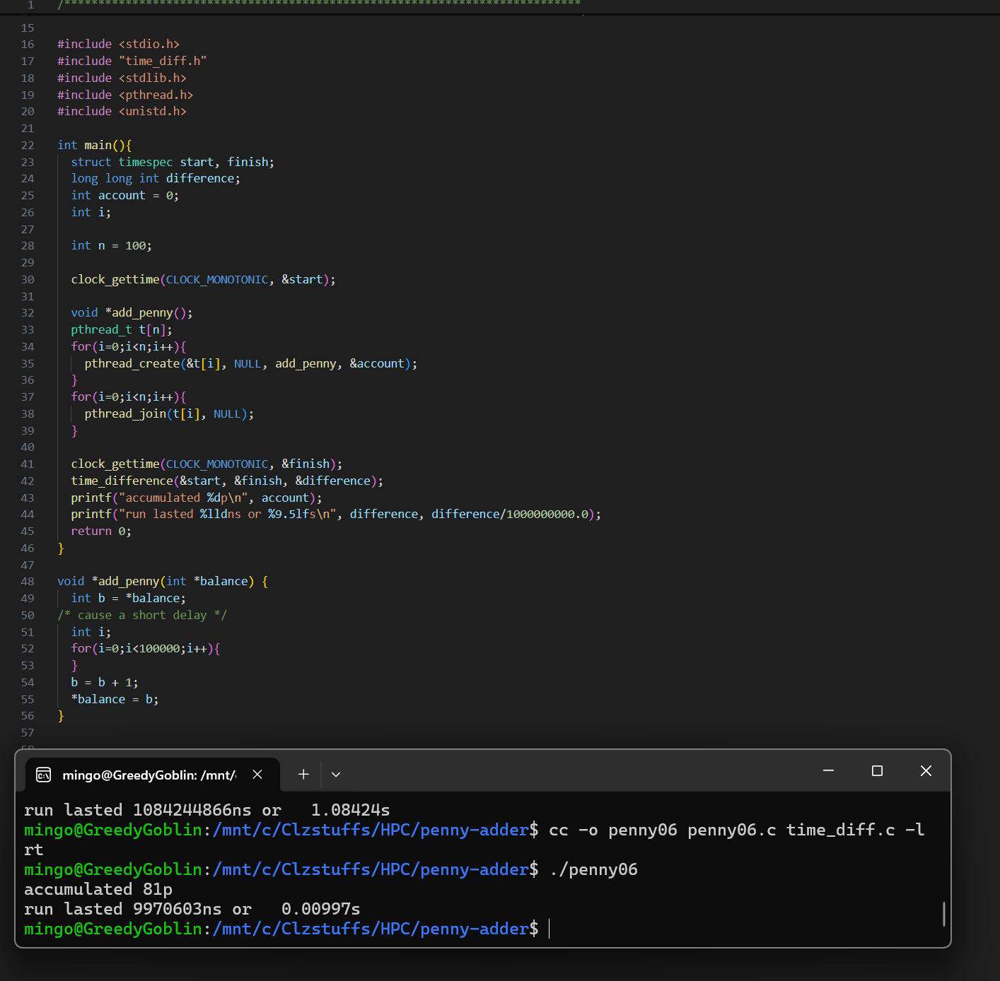 1 /****************************************************************************
15
16 #include <stdio.h>
17 #include "time_diff.h"
18 #include <stdlib.h>
19 #include <pthread.h>
20 #include <unistd.h>
21
22 int main(){
23 struct timespec start, finish;
24 long long int difference;
25 int account = 0;
26 int i;
27
28 int n = 100;
29
30 clock_gettime(CLOCK_MONOTONIC, &start);
31
32 void *add_penny();
33 pthread_t t[n];
34 for(i=0;i<n;i++){
35 pthread_create(&t[i], NULL, add_penny, &account);
36 }
37 for(i=0;i<n;i++){
38 pthread_join(t[i], NULL);
39 }
40
41 clock_gettime(CLOCK_MONOTONIC, &finish);
42 time_difference(&start, &finish, &difference);
43 printf("accumulated %dp\n", account);
44 printf("run lasted %lldns or %9.5lfs\n", difference, difference/1000000000.0);
45 return 0;
46 }
47
48 void *add_penny(int *balance) {
49 int b = *balance;
50 /* cause a short delay */
51 int i;
52 for(i=0;i<100000;i++){
53 }
54 b = b + 1;
55 *balance = b;
56 }
57
mingo@GreedyGoblin: /mnt/
run lasted 1084244866ns or   1.08424s
mingo@GreedyGoblin:/mnt/c/Clzstuffs/HPC/penny-adder$ cc -o penny06 penny06.c time_diff.c -l
rt
mingo@GreedyGoblin:/mnt/c/Clzstuffs/HPC/penny-adder$ ./penny06
accumulated 81p
run lasted 9970603ns or   0.00997s
mingo@GreedyGoblin:/mnt/c/Clzstuffs/HPC/penny-adder$